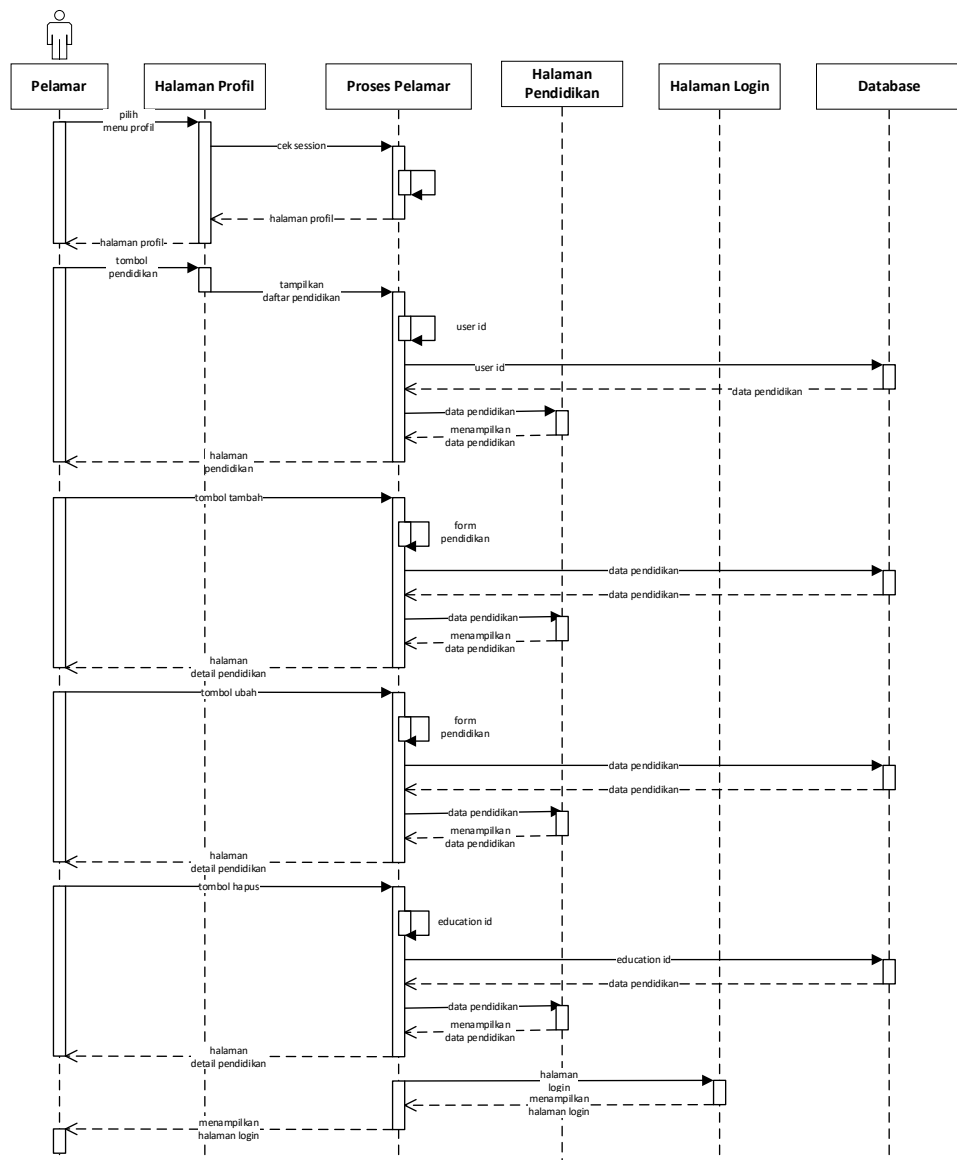 Pelamar
Halaman Profil
Proses Pelamar
Halaman
Pendidikan
Halaman Login
Database
pilih
menu profil
cek session
halaman profil
halaman profil
tombol
pendidikan
tampilkan
daftar pendidikan
user id
user id
data pendidikan
data pendidikan
menampilkan
data pendidikan
halaman
pendidikan
tombol tambah
form
pendidikan
data pendidikan
data pendidikan
data pendidikan
menampilkan
data pendidikan
halaman
detail pendidikan
tombol ubah
form
pendidikan
data pendidikan
data pendidikan
data pendidikan
menampilkan
data pendidikan
halaman
detail pendidikan
tombol hapus
education id
education id
data pendidikan
data pendidikan
menampilkan
data pendidikan
halaman
detail pendidikan
halaman
login
menampilkan
halaman login
menampilkan
halaman login